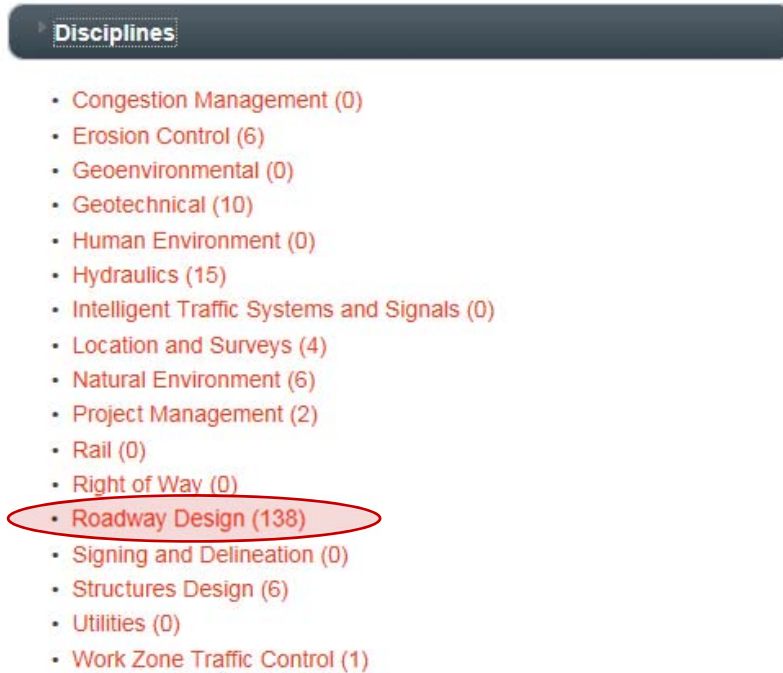 Disciplines
• Congestion Management (0)
• Erosion Control (6)
• Geoenvironmental (0)
• Geotechnical (10)
• Human Environment (0)
• Hydraulics (15)
• Intelligent Traffic Systems and Signals (0)
• Location and Surveys (4)
• Natural Environment (6)
• Project Management (2)
• Rail (0)
• Right of Way (0)
• Roadway Design (138)
• Signing and Delineation (0)
• Structures Design (6)
• Utilities (0)
• Work Zone Traffic Control (1)